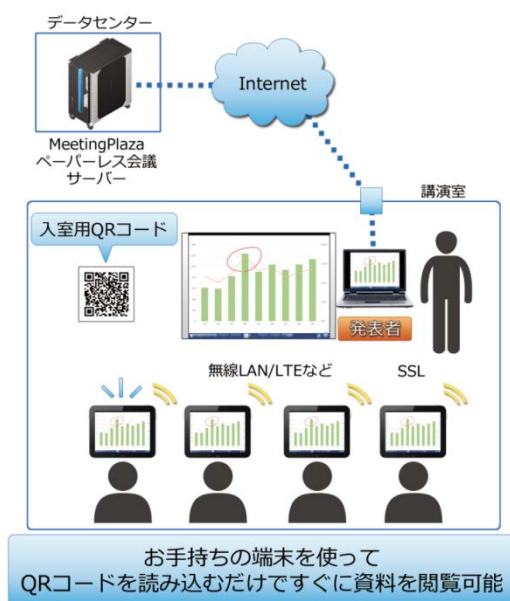 データセンター
Internet
MeetingPlaza
ペーパーレス会議
サーバー
講演室
入室用QRコード
発表者
無線LAN/LTEなど
SSL
お手持ちの端末を使って
QRコードを読み込むだけですぐに資料を閲覧可能